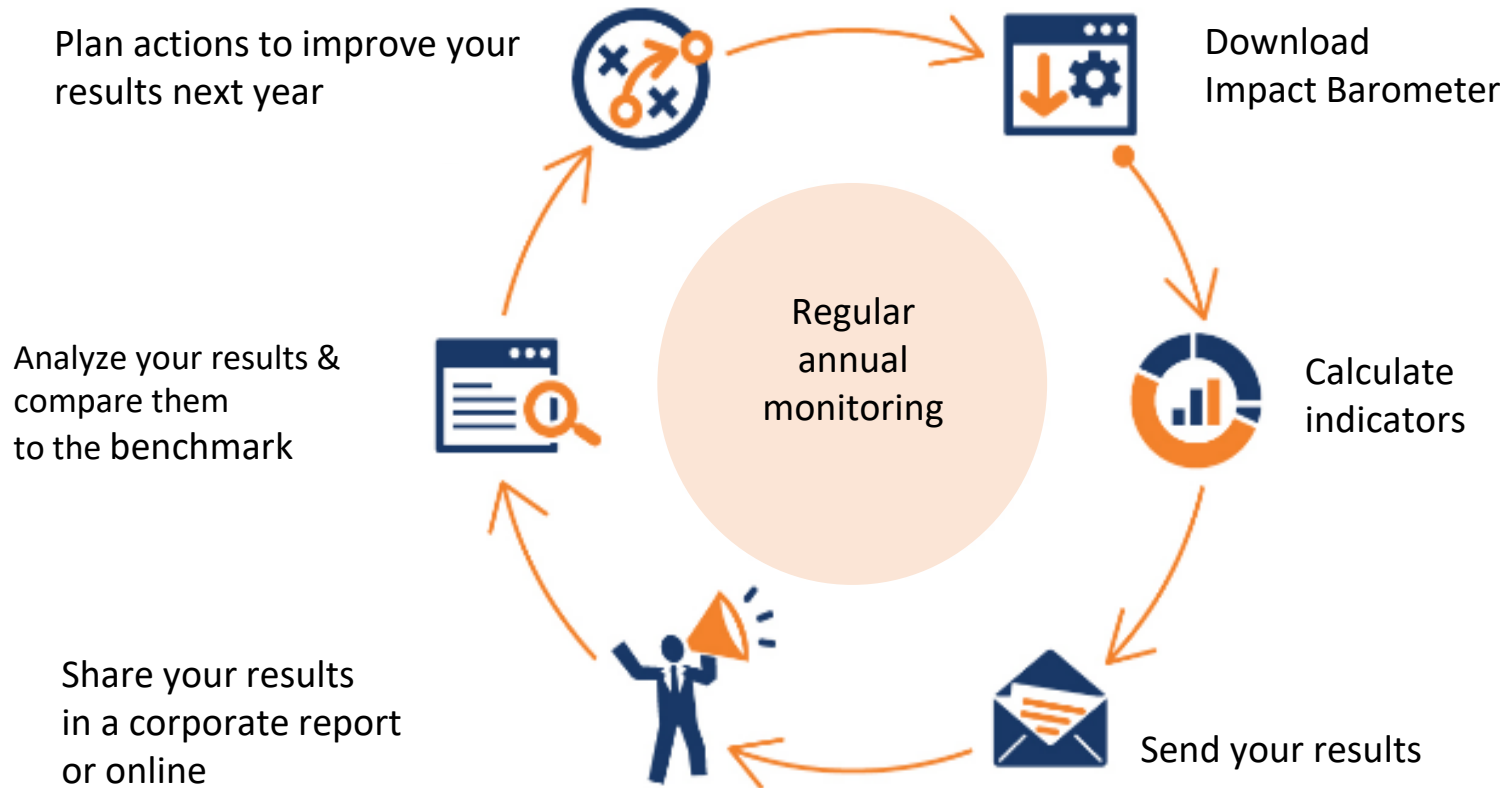 Plan actions to improve your
results next year
Download
Impact Barometer
Regular
annual
monitoring
Calculate
indicators
Analyze your results &
compare them
to the benchmark
Send your results
Share your results
in a corporate report
or online